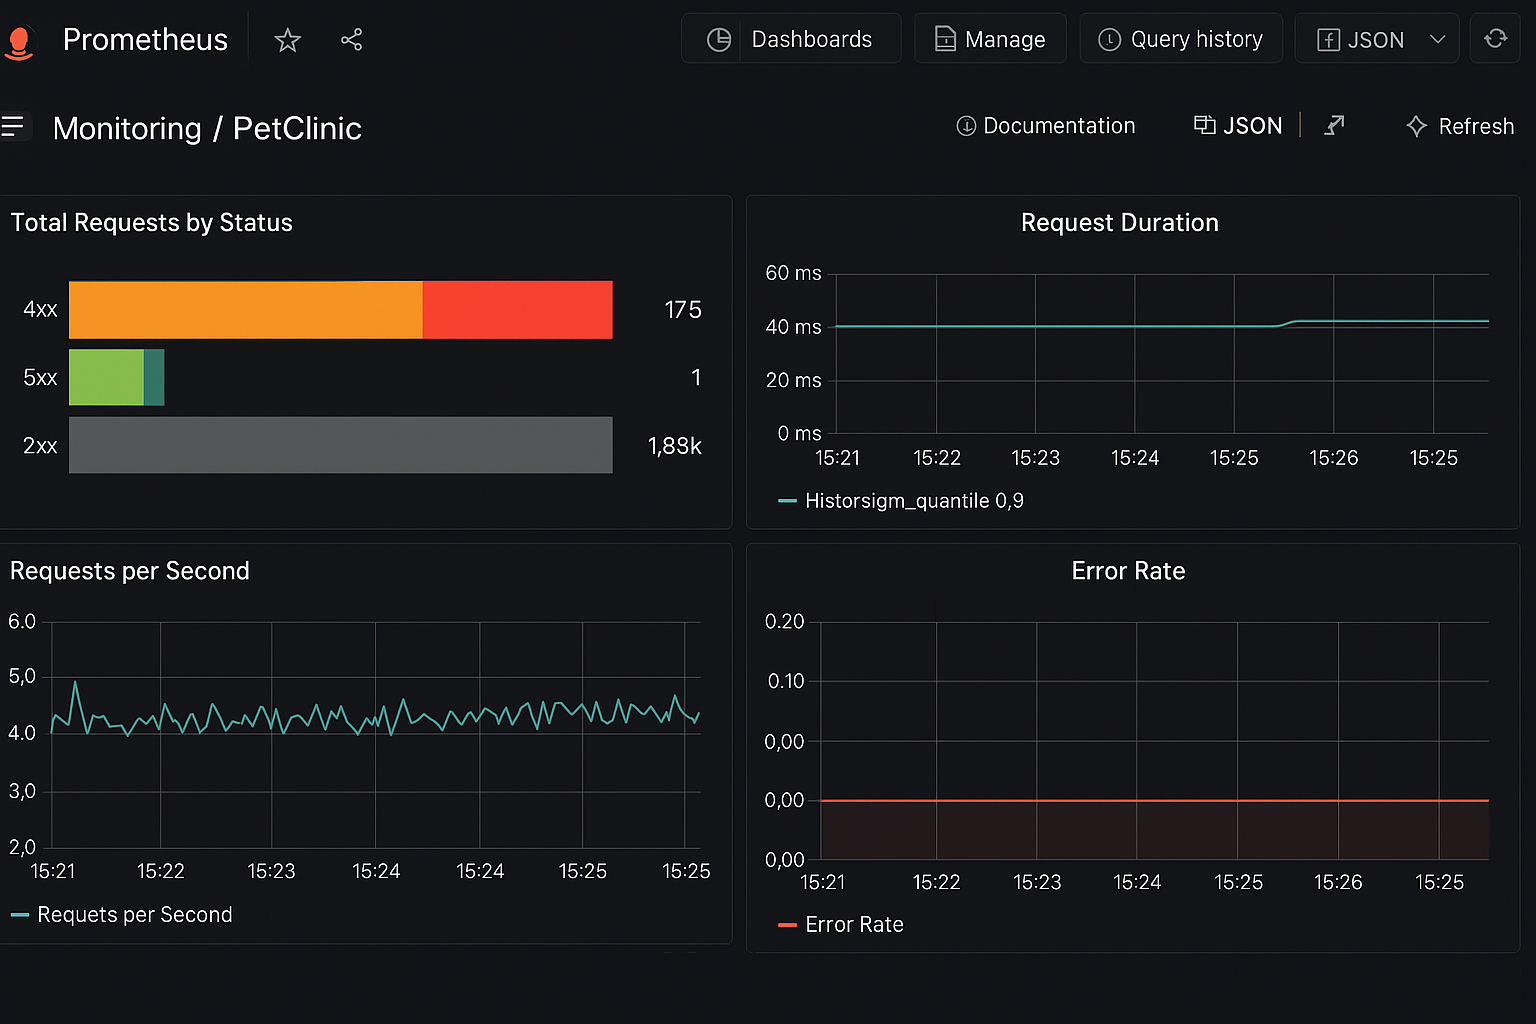 Prometheus
Dashboards
Manage
Query history
JSON
Monitoring / PetClinic
Documentation
JSON
Refresh
Total Requests by Status
4xx 175
5xx 1
2xx 1,88k
Request Duration
60 ms
40 ms
20 ms
0 ms
15:21 15:22 15:23 15:24 15:25 15:26 15:25
Historsigm_quantile 0,9
Requests per Second
6.0
5,0
4.0
3,0
2,0
15:21 15:22 15:23 15:24 15:24 15:25 15:25
Requets per Second
Error Rate
0.20
0.10
0,00
0,00
0,00
15:21 15:22 15:23 15:24 15:25 15:26 15:25
Error Rate